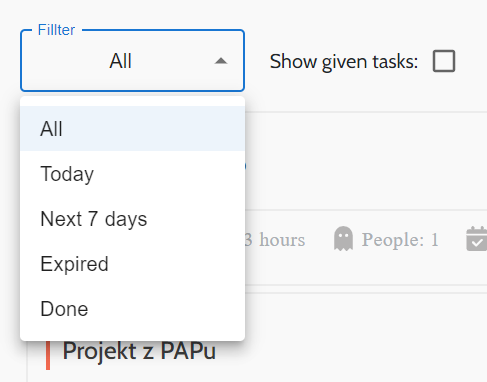 Fillter
All
Show given tasks:
All
Today
Next 7 days
3 hours
People: 1
Expired
Done
Projekt z PAPu